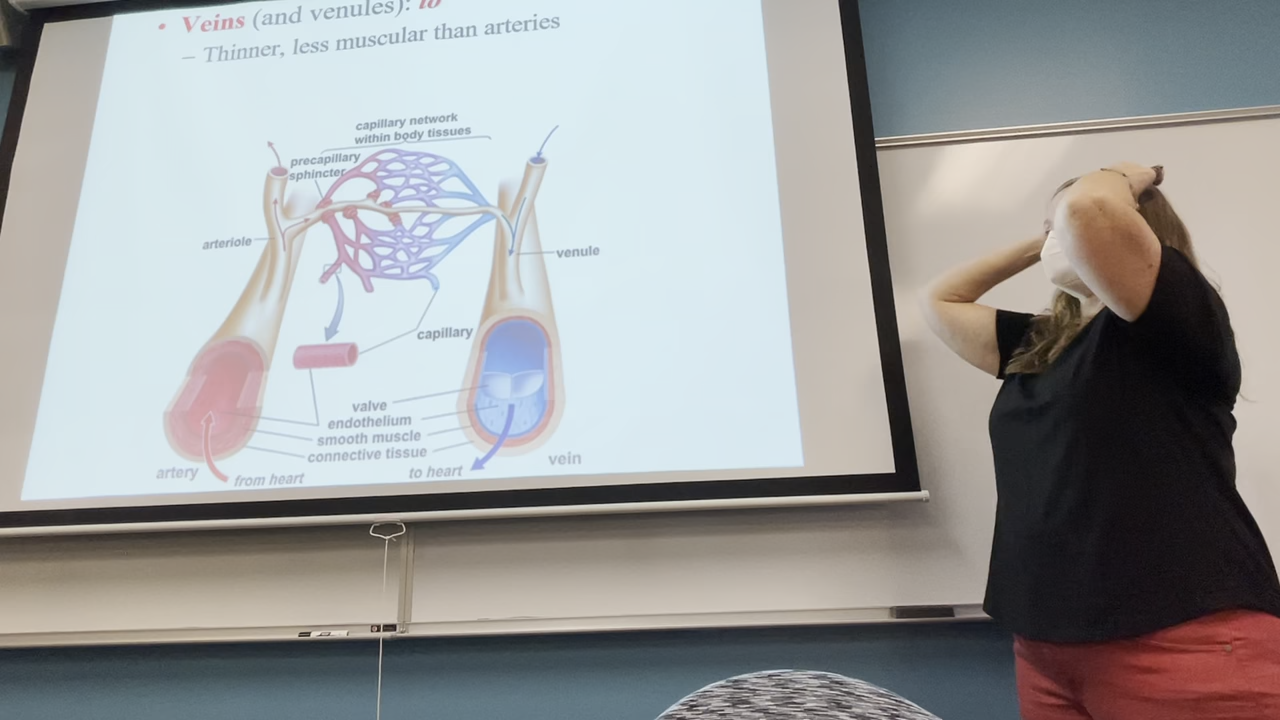 • Veins (and venules): to
– Thinner, less muscular than arteries
capillary network
within body tissues
precapillary
sphincter
arteriole
venule
capillary
valve
endothelium
smooth muscle
connective tissue
artery
from heart
to heart
vein